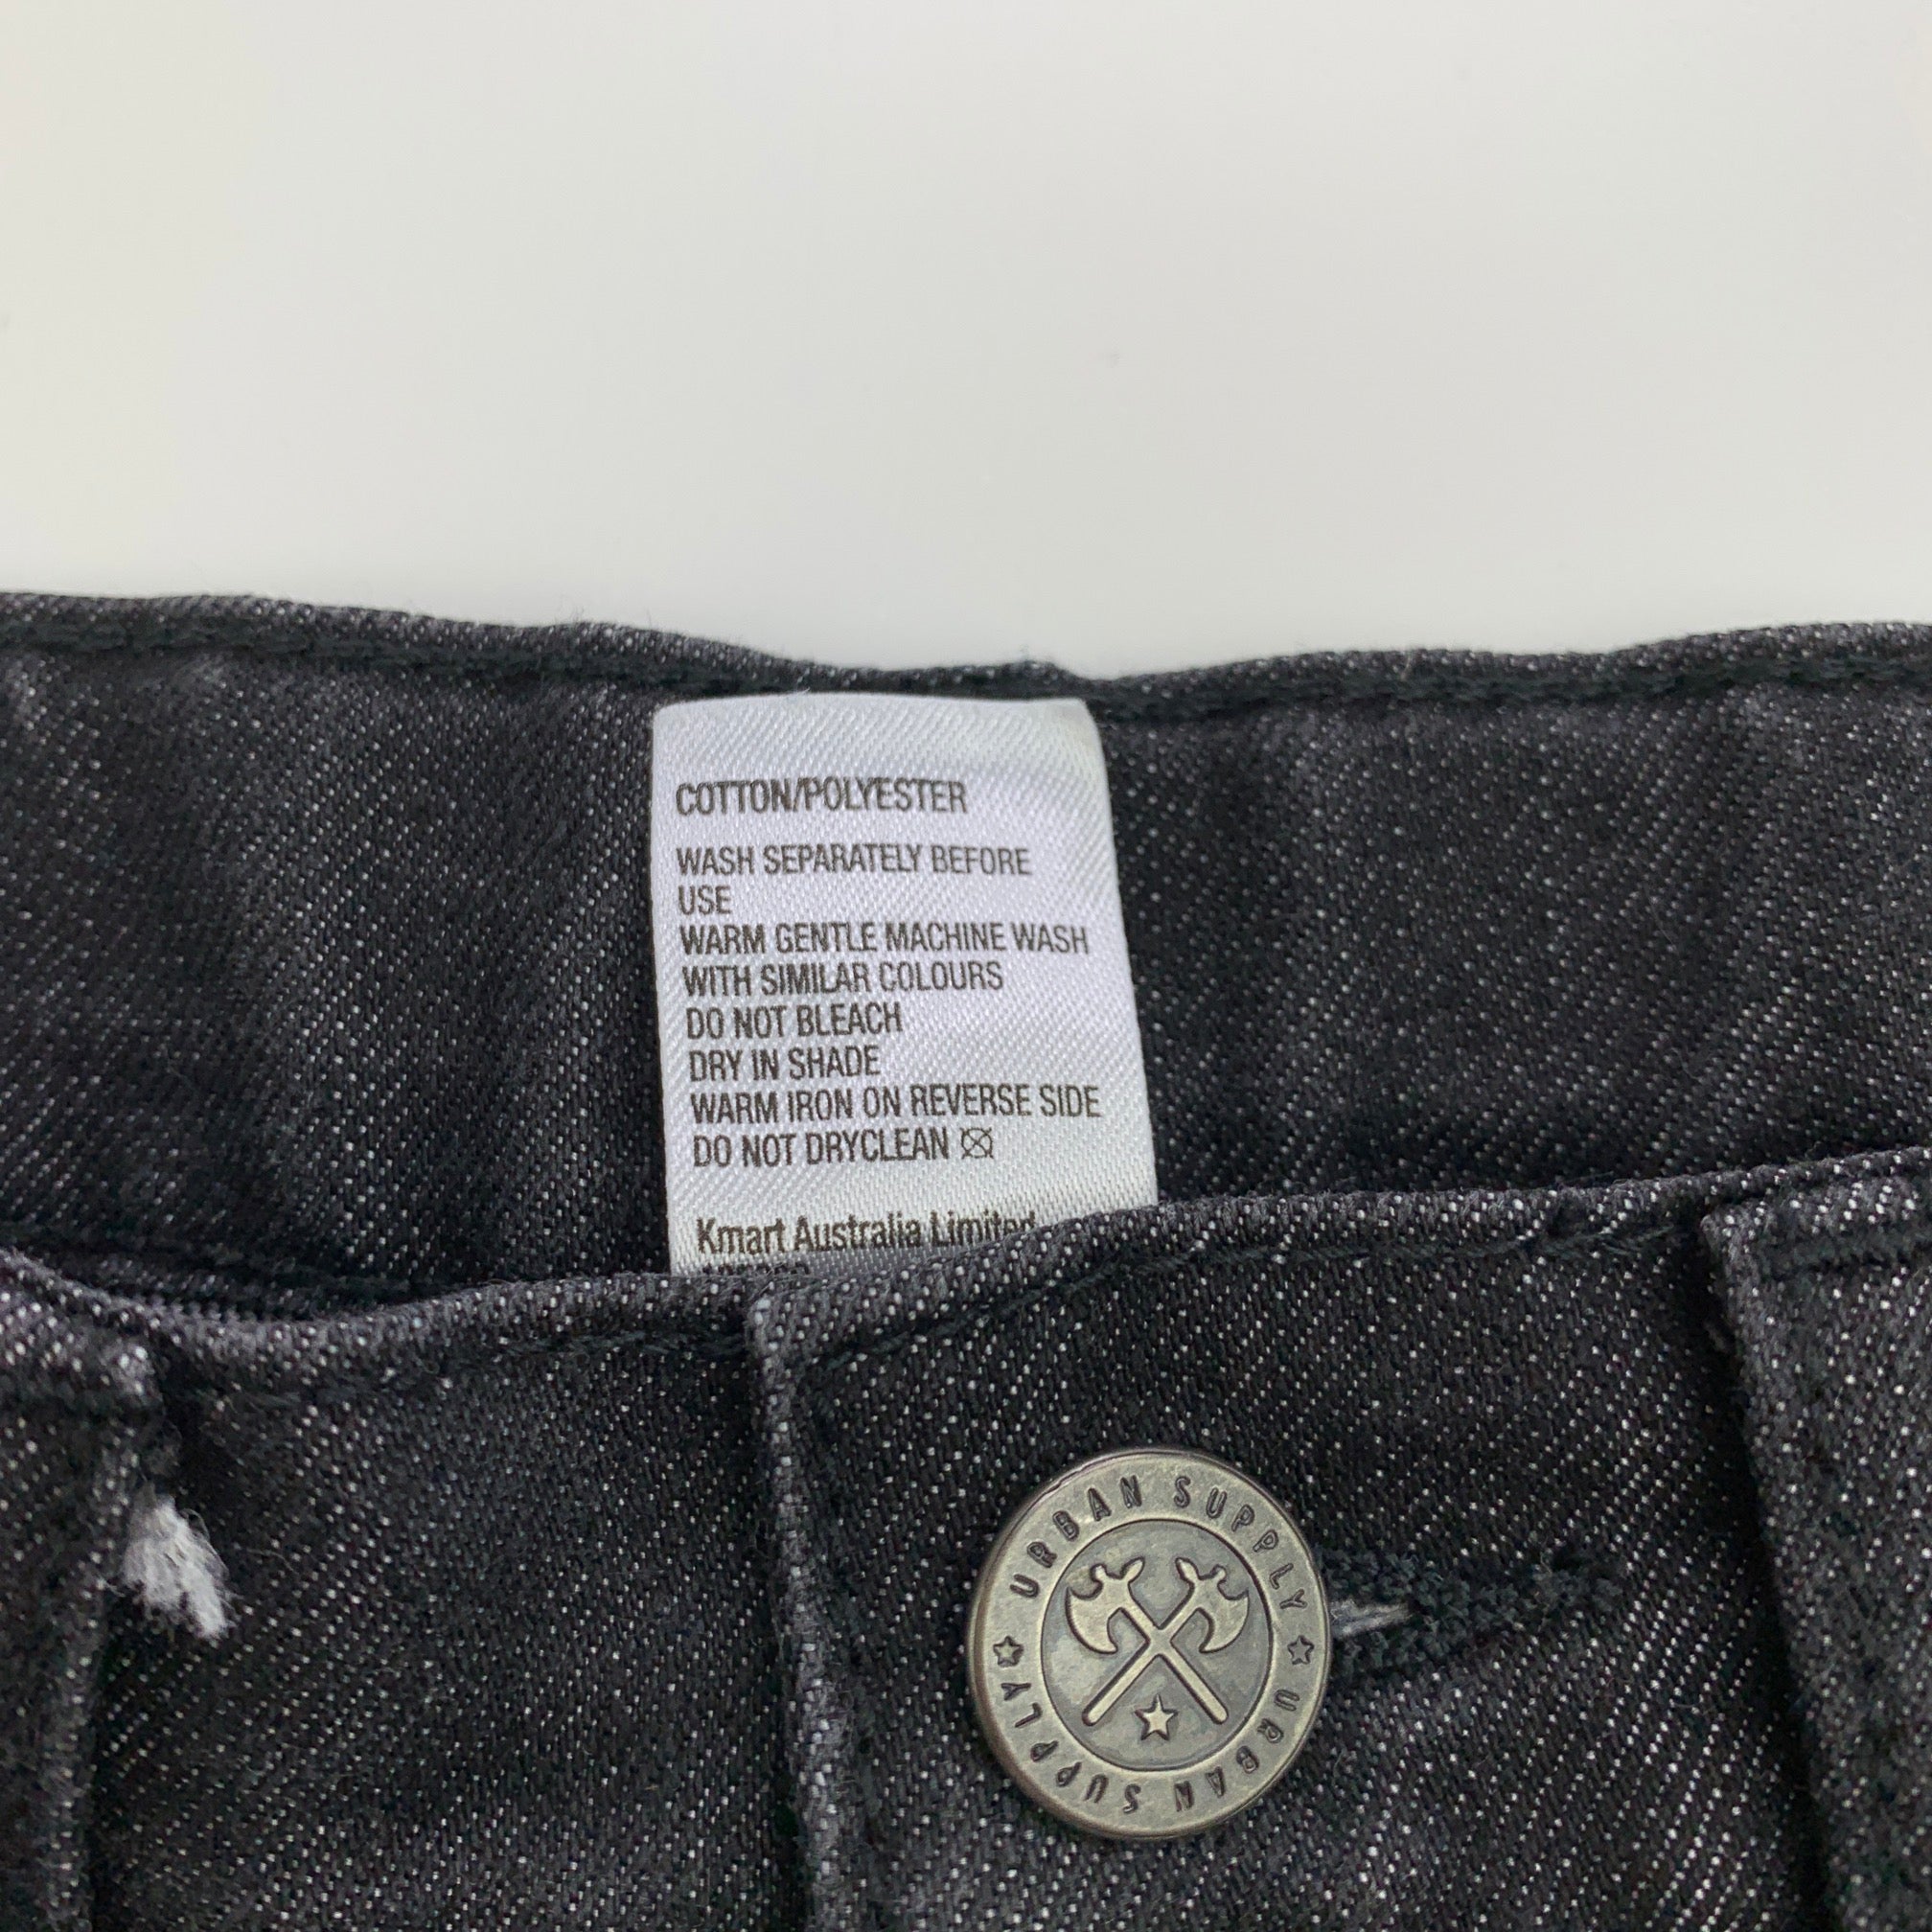 COTTON/POLYESTER
WASH SEPARATELY BEFORE
USE
WARM GENTLE MACHINE WASH
WITH SIMILAR COLOURS
DO NOT BLEACH
DRY IN SHADE
WARM IRON ON REVERSE SIDE
DO NOT DRYCLEAN
Kmart Australia Limited
URBAN SUPPLY
URBAN SUPPLY